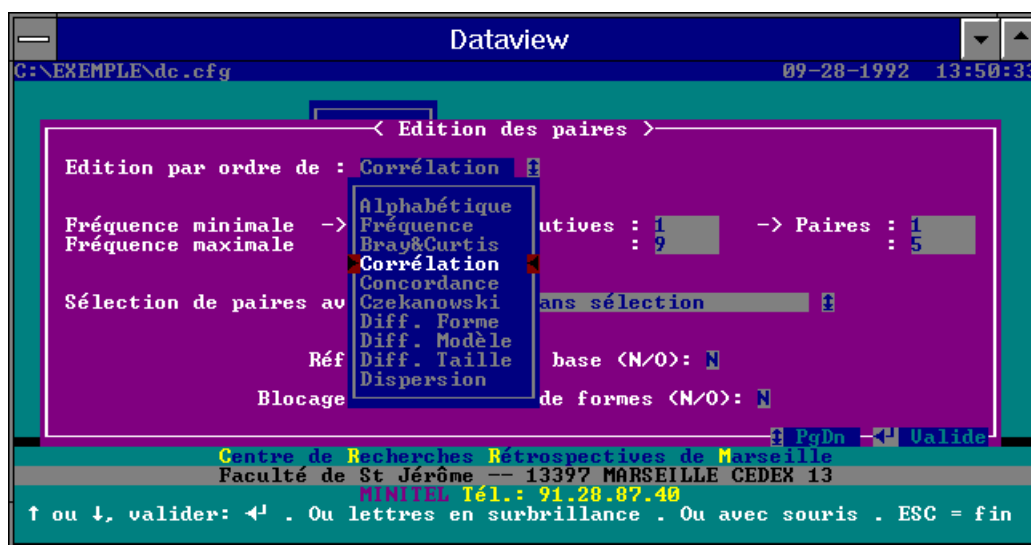 Dataview
C:\EXEMPLE\dc.cfg 09-28-1992 13:50:33
< Edition des paires >
Edition par ordre de : Corrélation
Alphabétique
Fréquence minimale -> Fréquence utives : 1 -> Paires : 1
Fréquence maximale Bray&Curtis : 9 : 5
Corrélation
Concordance
Sélection de paires av Czekanowski ans sélection
Diff. Forme
Diff. Modèle
Réf Diff. Taille base (N/O): N
Dispersion
Blocage de formes (N/O): N
PgDn Valide
Centre de Recherches Rétrospectives de Marseille
Faculté de St Jérôme -- 13397 MARSEILLE CEDEX 13
MINITEL Tél.: 91.28.87.40
↑ ou ↓, valider: ◄┘ . Ou lettres en surbrillance . Ou avec souris . ESC = fin